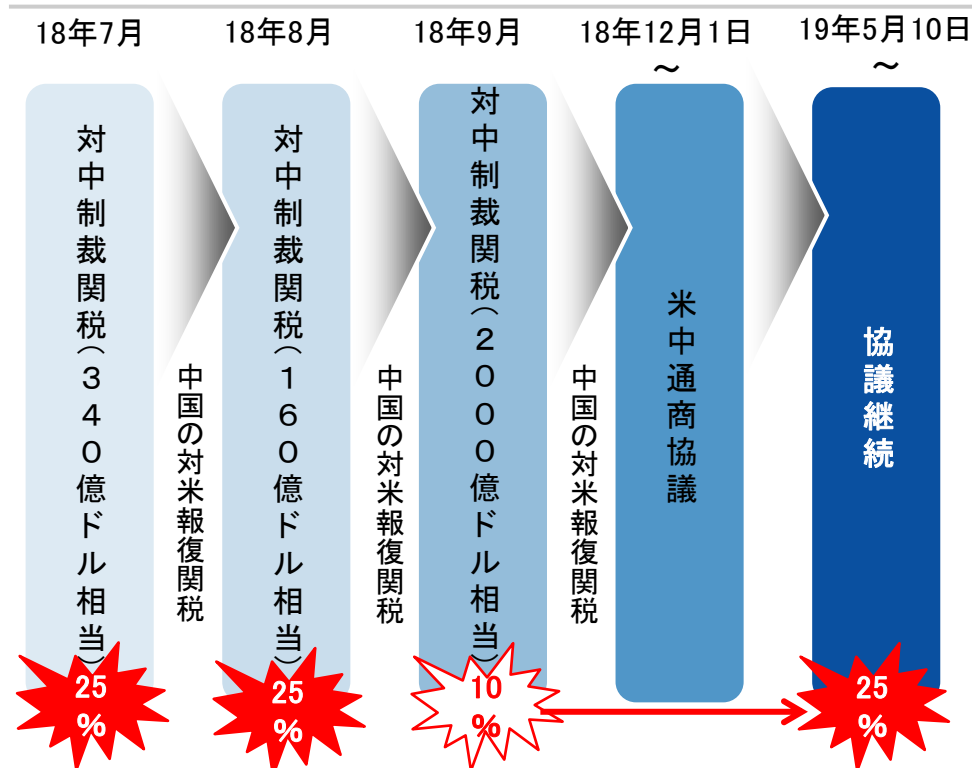 18年7月
18年8月
18年9月
18年12月1日
～
19年5月10日
～
対中制裁関税（340億ドル相当）
25
%
中国の対米報復関税
対中制裁関税（160億ドル相当）
25
%
中国の対米報復関税
対中制裁関税（2000億ドル相当）
10
%
中国の対米報復関税
米中通商協議
協議継続
25
%